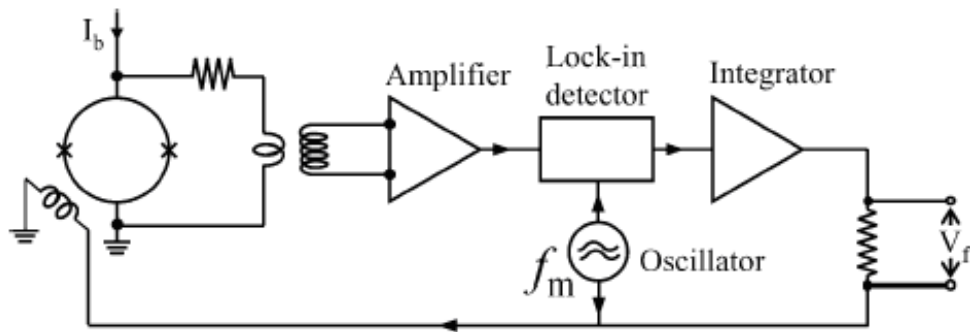 I_b
Amplifier
Lock-in
detector
Integrator
f_m
Oscillator
V_f